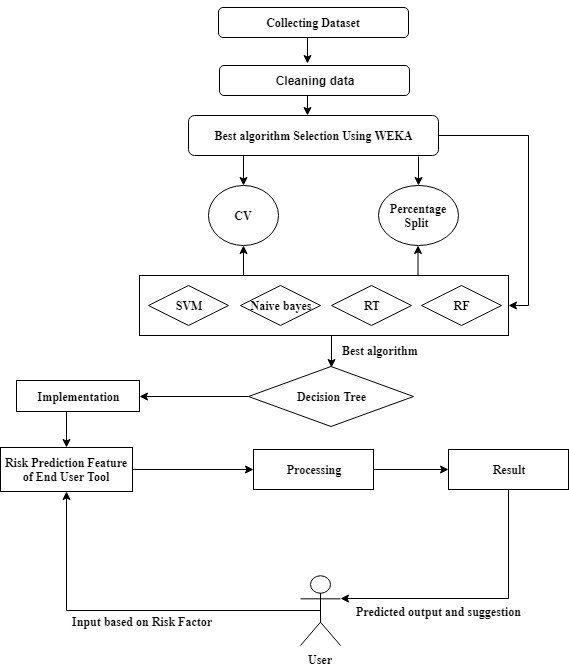 Collecting Dataset
Cleaning data
Best algorithm Selection Using WEKA
CV
Percentage
Split
SVM
Naive bayes
RT
RF
Best algorithm
Decision Tree
Implementation
Risk Prediction Feature
of End User Tool
Processing
Result
Predicted output and suggestion
Input based on Risk Factor
User